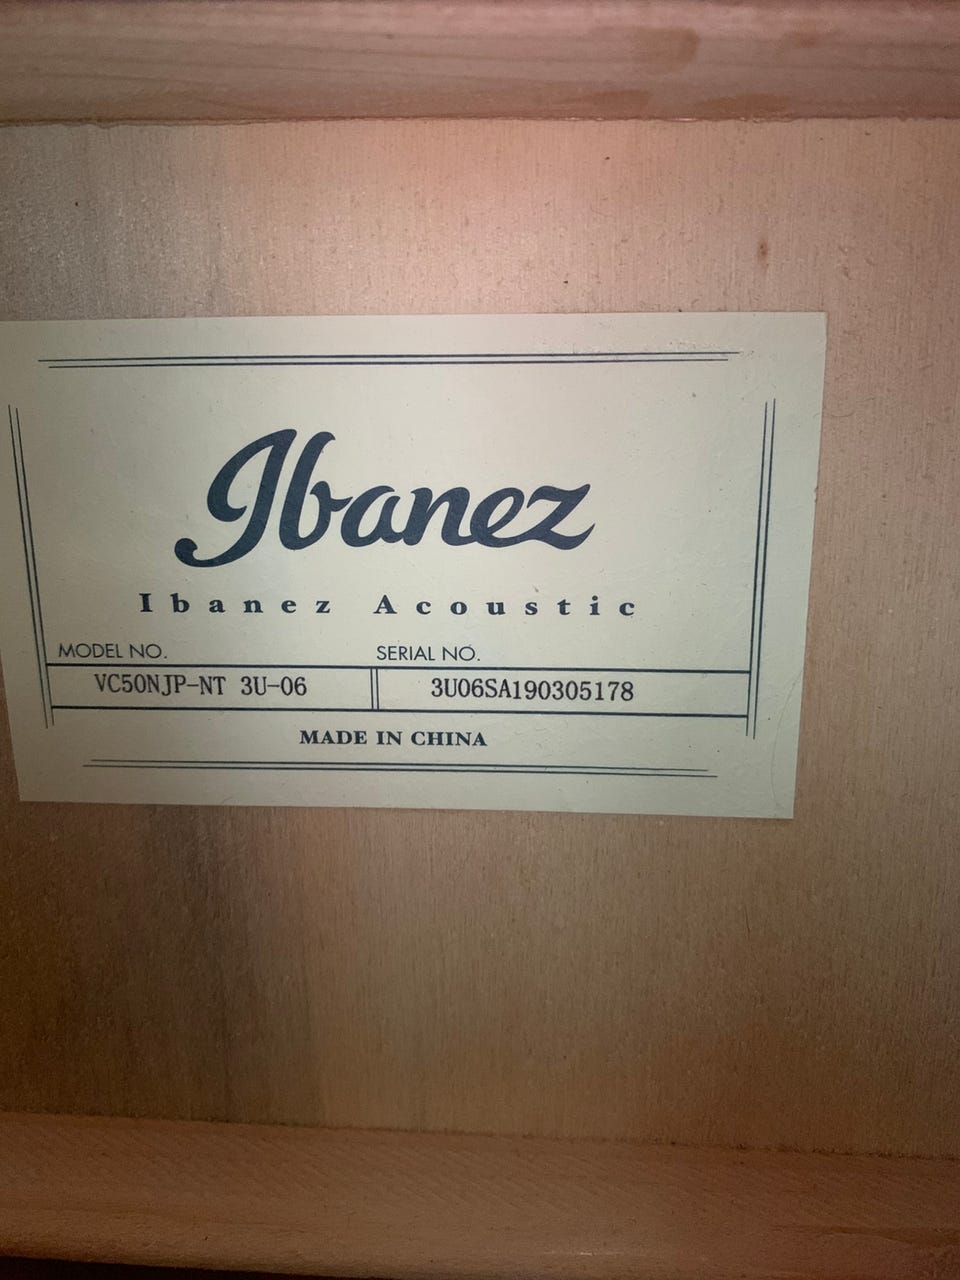 Ibanez
Ibanez Acoustic
MODEL NO. SERIAL NO.
VC50NJP-NT 3U-06 3U06SA190305178
MADE IN CHINA